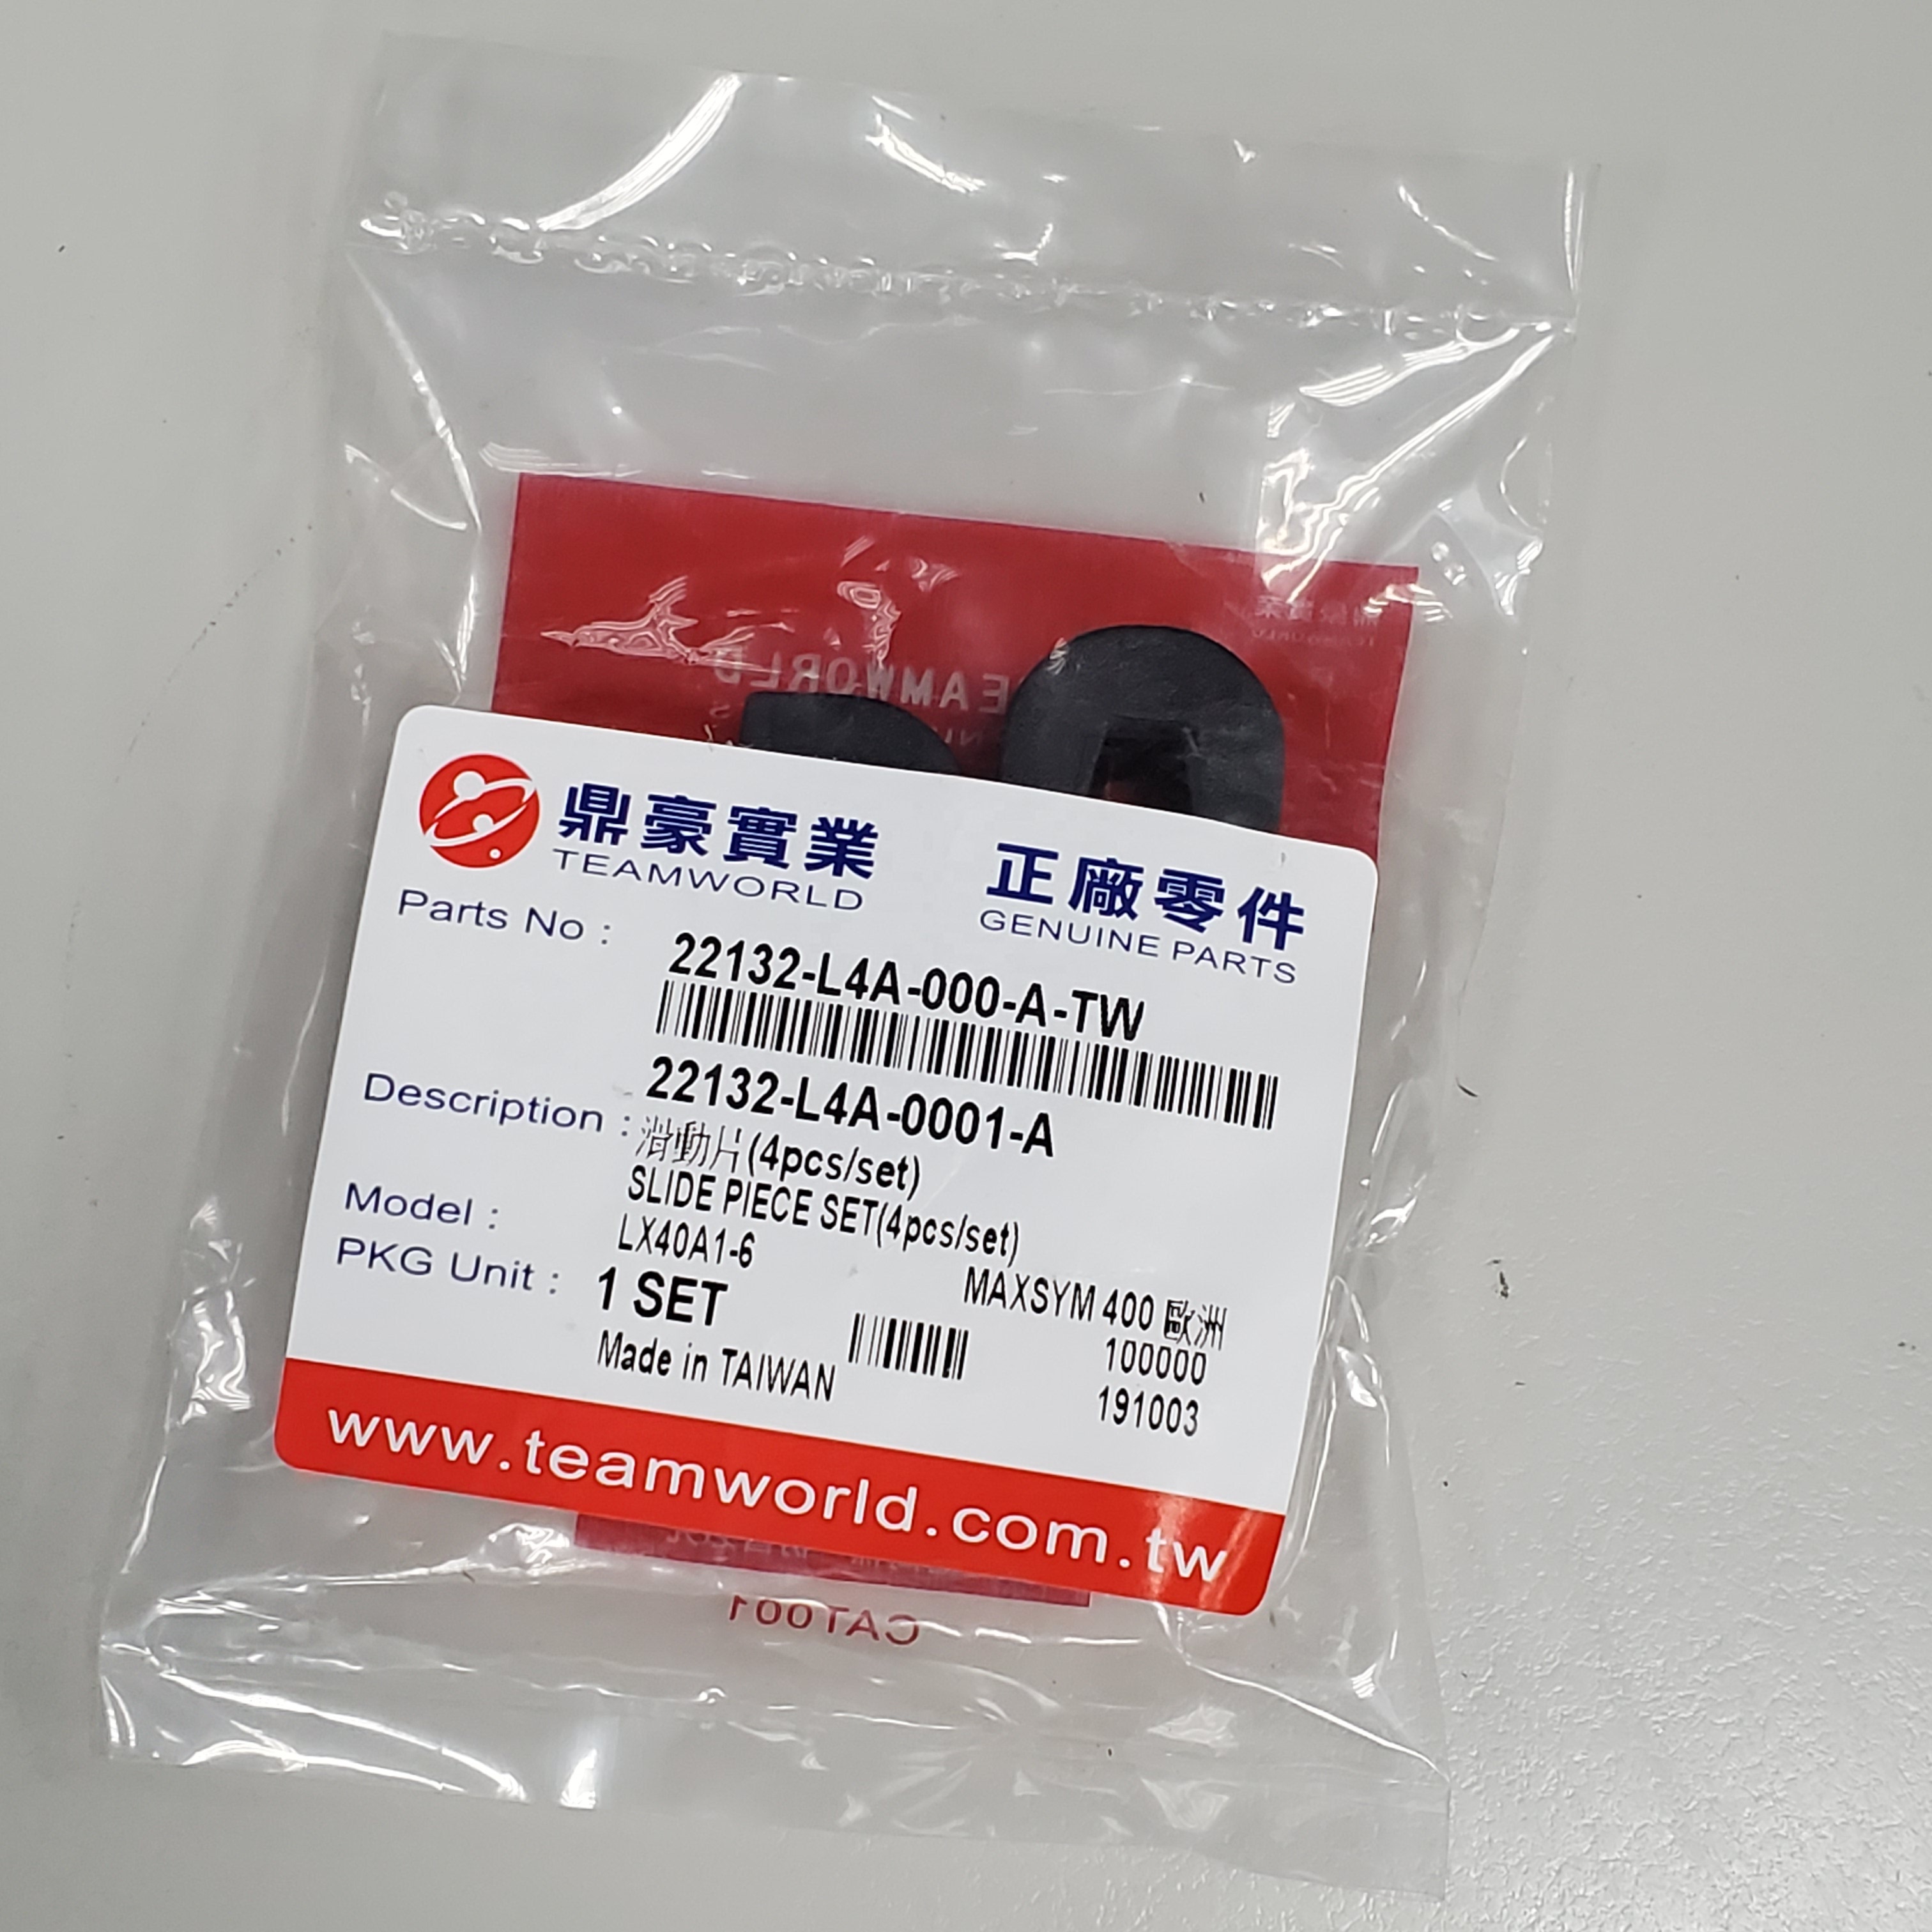 鼎豪實業
TEAMWORLD
正廠零件
GENUINE PARTS
Parts No : 22132-L4A-000-A-TW
22132-L4A-0001-A
Description : 滑動片(4pcs/set)
SLIDE PIECE SET(4pcs/set)
Model : LX40A1-6 MAXSYM 400 歐洲
PKG Unit : 1 SET 100000
Made in TAIWAN 191003
www.teamworld.com.tw
CAT001